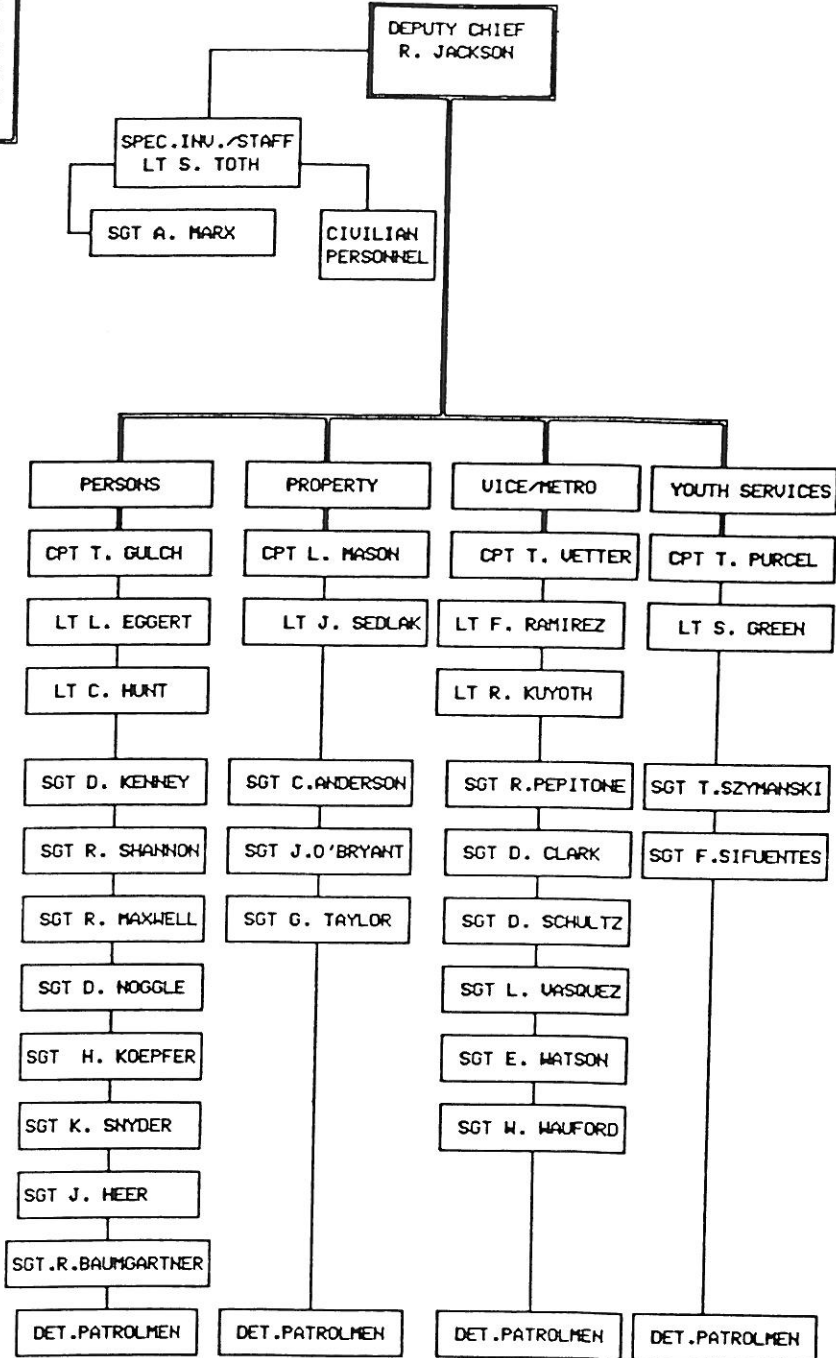 DEPUTY CHIEF
R. JACKSON
SPEC.INV./STAFF
LT S. TOTH
SGT A. MARX
CIVILIAN
PERSONNEL
PERSONS
CPT T. GULCH
LT L. EGGERT
LT C. HUNT
SGT D. KENNEY
SGT R. SHANNON
SGT R. MAXWELL
SGT D. NOGGLE
SGT H. KOEPFER
SGT K. SNYDER
SGT J. HEER
SGT.R.BAUMGARTNER
DET.PATROLMEN
PROPERTY
CPT L. MASON
LT J. SEDLAK
SGT C.ANDERSON
SGT J.O'BRYANT
SGT G. TAYLOR
DET.PATROLMEN
VICE/METRO
CPT T. VETTER
LT F. RAMIREZ
LT R. KUYOTH
SGT R.PEPITONE
SGT D. CLARK
SGT D. SCHULTZ
SGT L. VASQUEZ
SGT E. WATSON
SGT W. WAUFORD
DET.PATROLMEN
YOUTH SERVICES
CPT T. PURCEL
LT S. GREEN
SGT T.SZYMANSKI
SGT F.SIFUENTES
DET.PATROLMEN